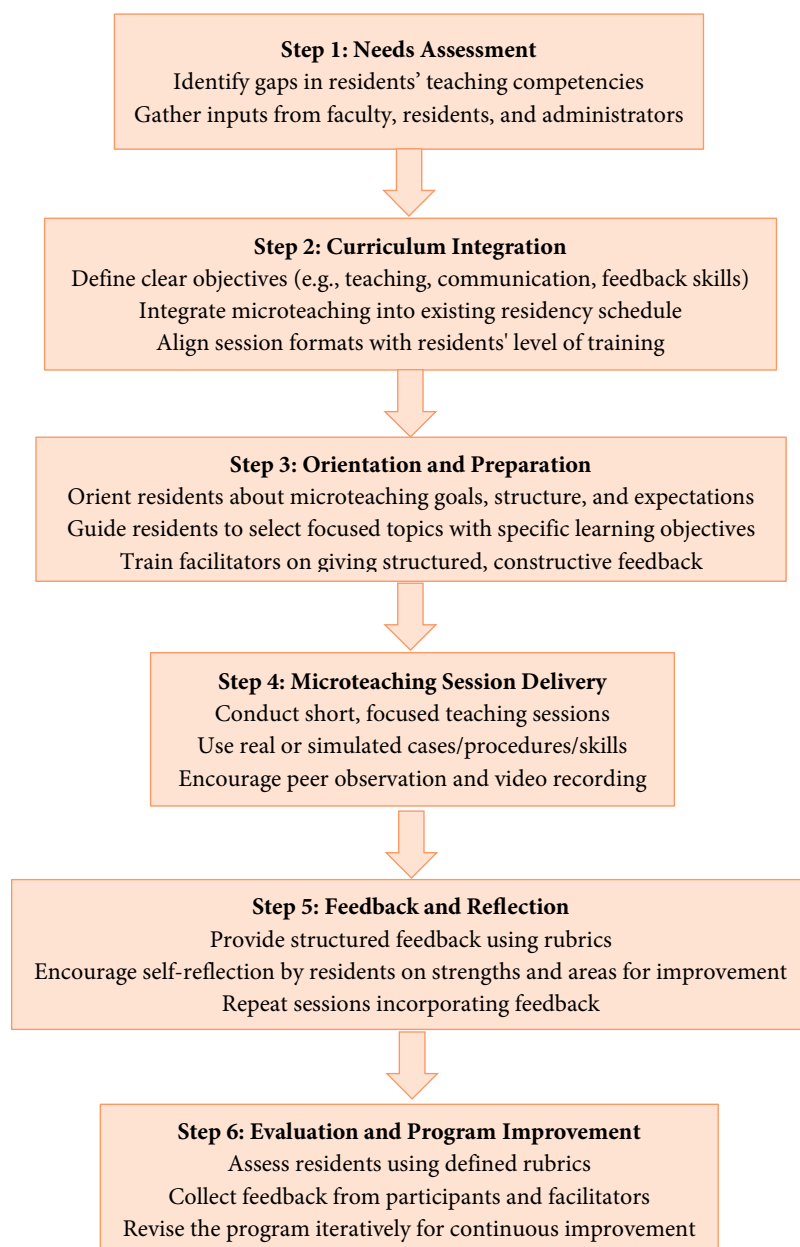 Step 1: Needs Assessment
Identify gaps in residents’ teaching competencies
Gather inputs from faculty, residents, and administrators
Step 2: Curriculum Integration
Define clear objectives (e.g., teaching, communication, feedback skills)
Integrate microteaching into existing residency schedule
Align session formats with residents' level of training
Step 3: Orientation and Preparation
Orient residents about microteaching goals, structure, and expectations
Guide residents to select focused topics with specific learning objectives
Train facilitators on giving structured, constructive feedback
Step 4: Microteaching Session Delivery
Conduct short, focused teaching sessions
Use real or simulated cases/procedures/skills
Encourage peer observation and video recording
Step 5: Feedback and Reflection
Provide structured feedback using rubrics
Encourage self-reflection by residents on strengths and areas for improvement
Repeat sessions incorporating feedback
Step 6: Evaluation and Program Improvement
Assess residents using defined rubrics
Collect feedback from participants and facilitators
Revise the program iteratively for continuous improvement